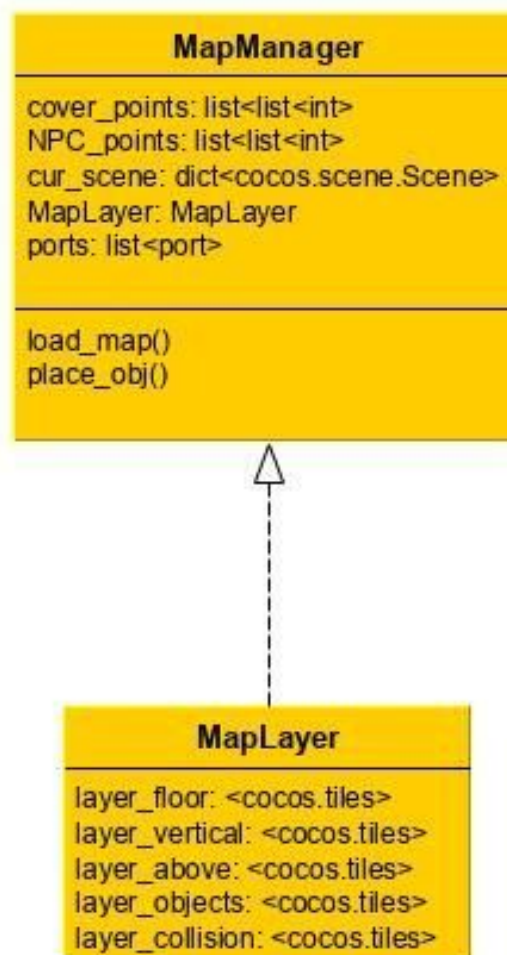 MapManager
cover_points: list<list<int>
NPC_points: list<list<int>
cur_scene: dict<cocos.scene.Scene>
MapLayer: MapLayer
ports: list<port>
load_map()
place_obj()
MapLayer
layer_floor: <cocos.tiles>
layer_vertical: <cocos.tiles>
layer_above: <cocos.tiles>
layer_objects: <cocos.tiles>
layer_collision: <cocos.tiles>